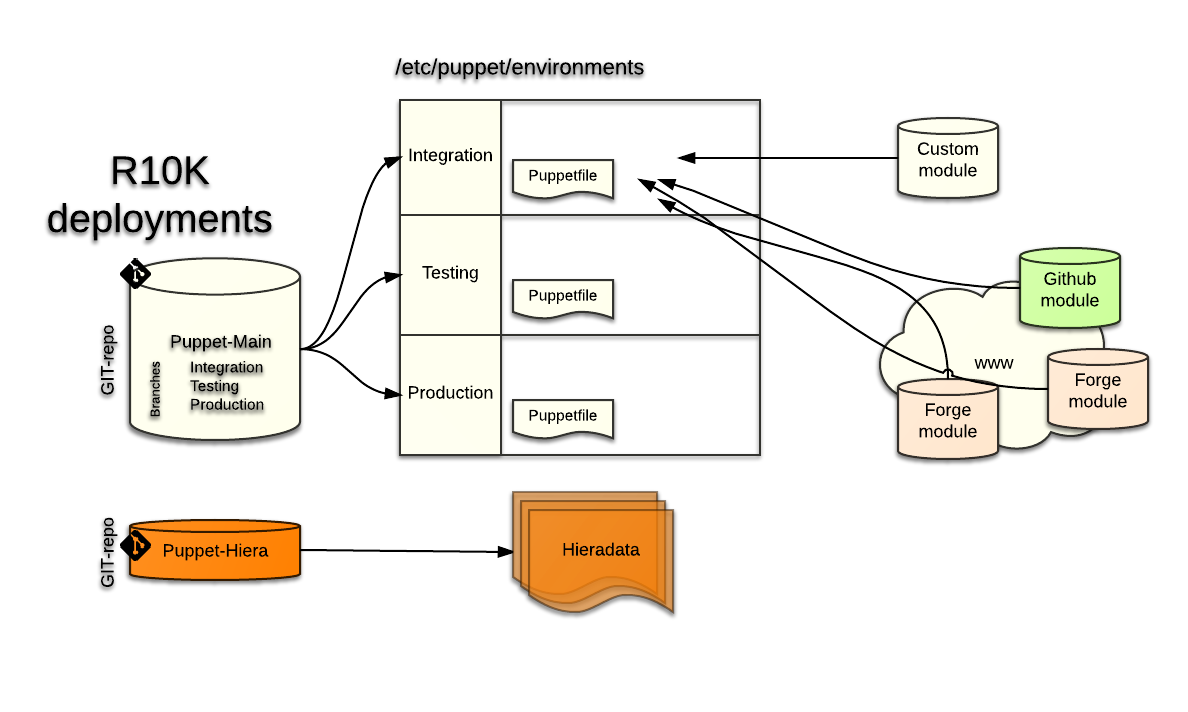 /etc/puppet/environments
R10K
deployments
GIT-repo
Puppet-Main
Branches
Integration
Testing
Production
Integration
Puppetfile
Testing
Puppetfile
Production
Puppetfile
Custom
module
Github
module
www
Forge
module
Forge
module
GIT-repo
Puppet-Hiera
Hieradata